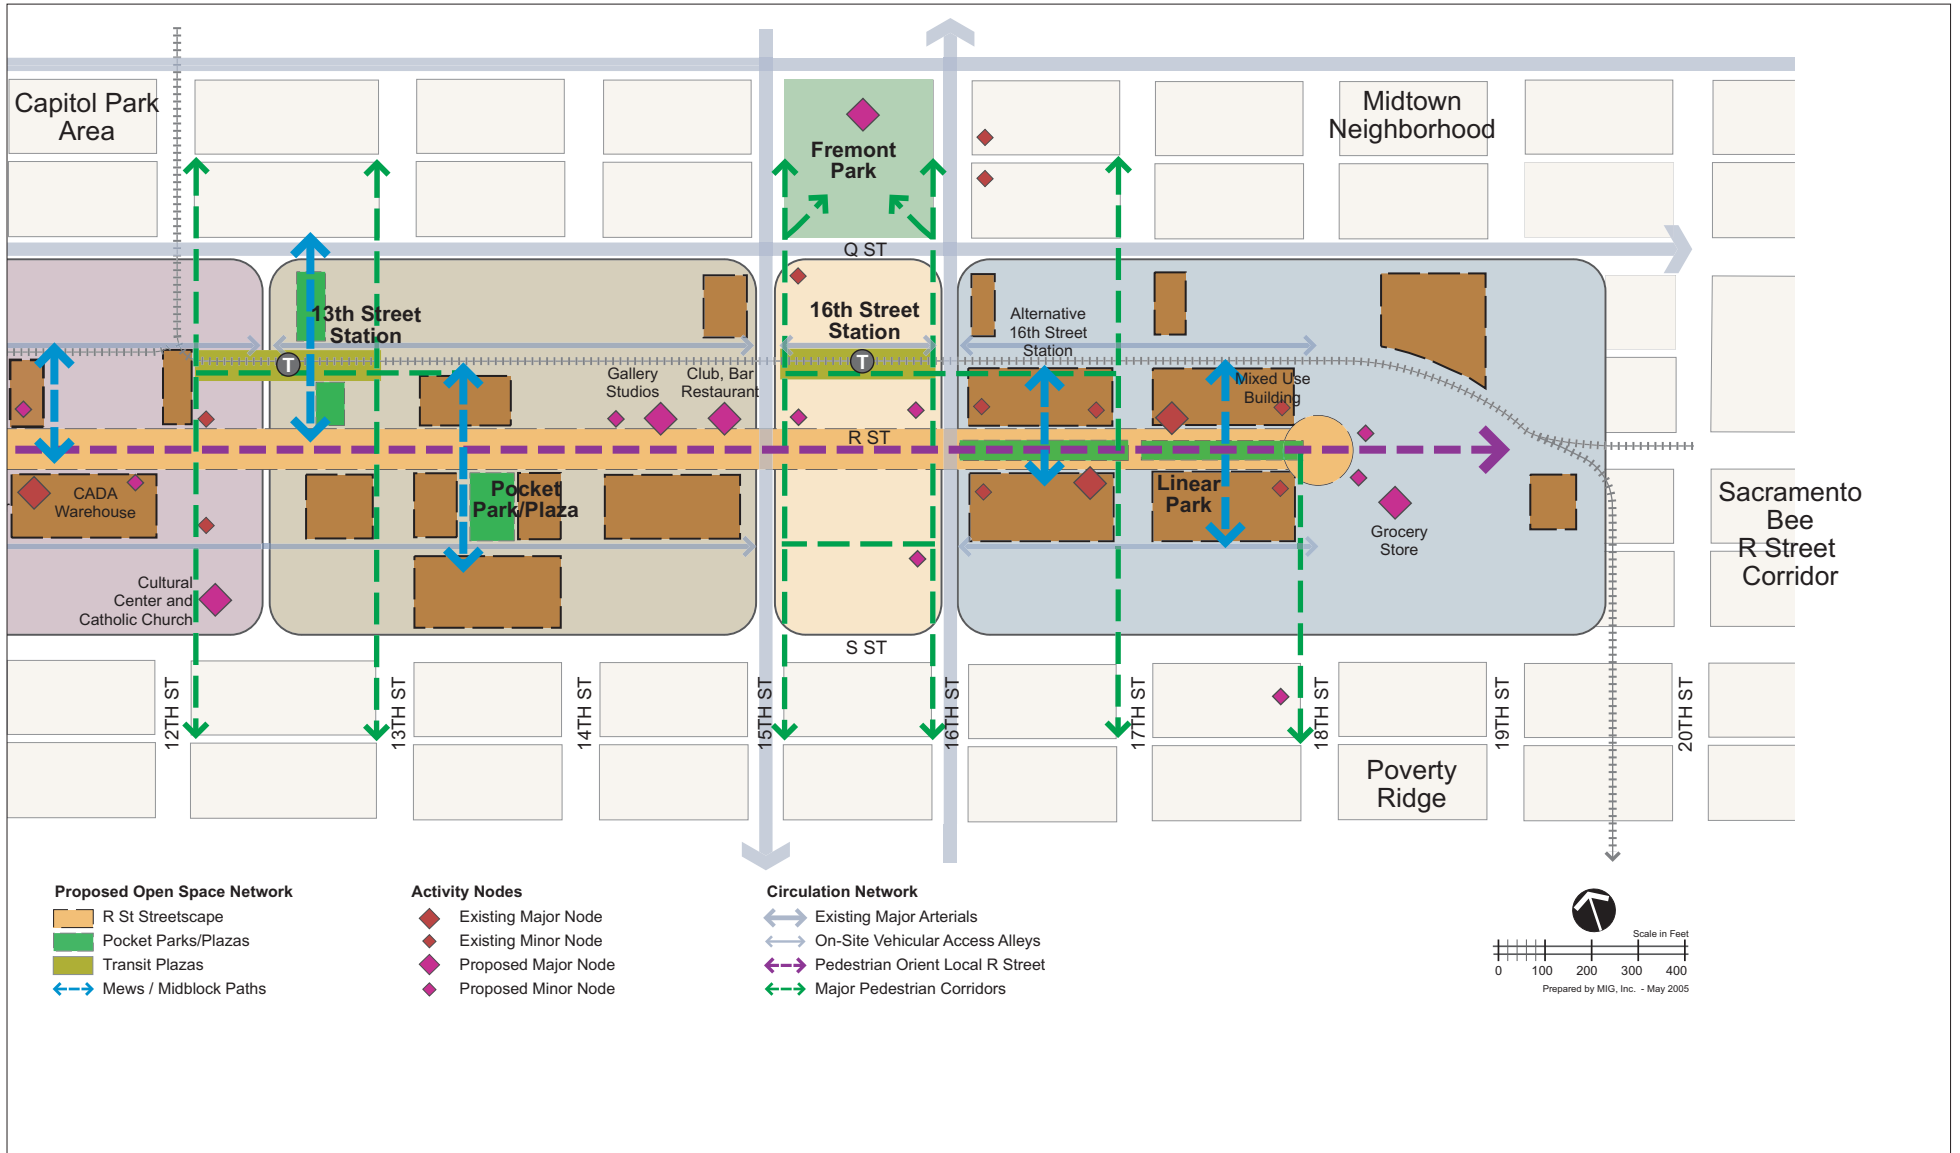 Capitol Park
Area
Midtown
Neighborhood
Fremont
Park
Q ST
13th Street
Station
16th Street
Station
Alternative
16th Street
Station
T
T
Gallery
Studios
Club, Bar
Restaurant
Mixed Use
Building
R ST
CADA
Warehouse
Pocket
Park/Plaza
Linear
Park
Grocery
Store
Sacramento
Bee
R Street
Corridor
Cultural
Center and
Catholic Church
S ST
12TH ST
13TH ST
14TH ST
15TH ST
16TH ST
17TH ST
18TH ST
19TH ST
20TH ST
Poverty
Ridge
Proposed Open Space Network
R St Streetscape
Pocket Parks/Plazas
Transit Plazas
Mews / Midblock Paths
Activity Nodes
Existing Major Node
Existing Minor Node
Proposed Major Node
Proposed Minor Node
Circulation Network
Existing Major Arterials
On-Site Vehicular Access Alleys
Pedestrian Orient Local R Street
Major Pedestrian Corridors
Scale in Feet
0 100 200 300 400
Prepared by MIG, Inc. - May 2005